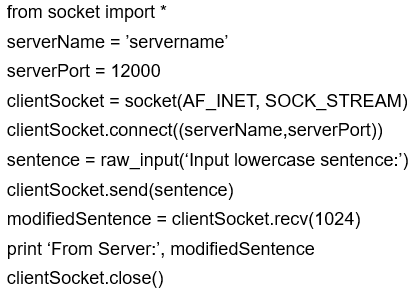 from socket import *
serverName = ’servername’
serverPort = 12000
clientSocket = socket(AF_INET, SOCK_STREAM)
clientSocket.connect((serverName,serverPort))
sentence = raw_input(‘Input lowercase sentence:’)
clientSocket.send(sentence)
modifiedSentence = clientSocket.recv(1024)
print ‘From Server:’, modifiedSentence
clientSocket.close()